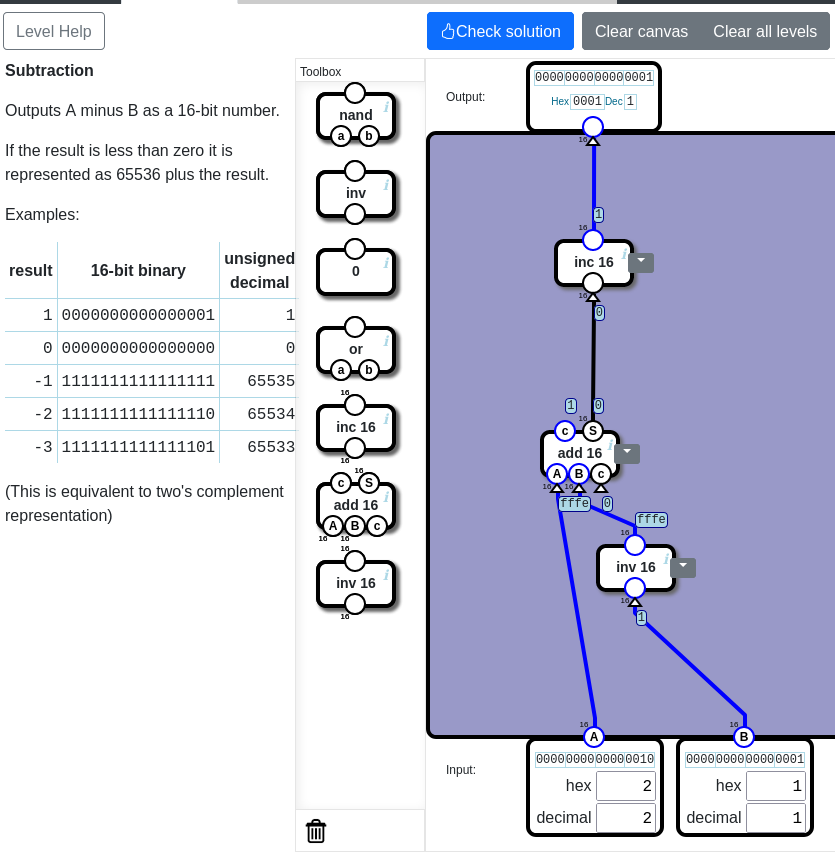 Level Help
Check solution
Clear canvas
Clear all levels
Subtraction
Outputs A minus B as a 16-bit number.
If the result is less than zero it is
represented as 65536 plus the result.
Examples:
result 16-bit binary unsigned decimal
1 0000000000000001 1
0 0000000000000000 0
-1 1111111111111111 65535
-2 1111111111111110 65534
-3 1111111111111101 65533
(This is equivalent to two's complement
representation)
Toolbox
nand
i
a b
inv
i
0
i
or
i
a b
16
inc 16
i
16
16
c S
add 16
i
A B c
16 16
16
inv 16
i
16
Output:
0000000000000001
Hex 0001 Dec 1
16
1
16
inc 16
i
16
0
1 0
16
c S
add 16
i
A B c
16 16
fffe 0
fffe
16
inv 16
i
16
1
16
A
16
B
Input:
0000000000000010
hex 2
decimal 2
0000000000000001
hex 1
decimal 1